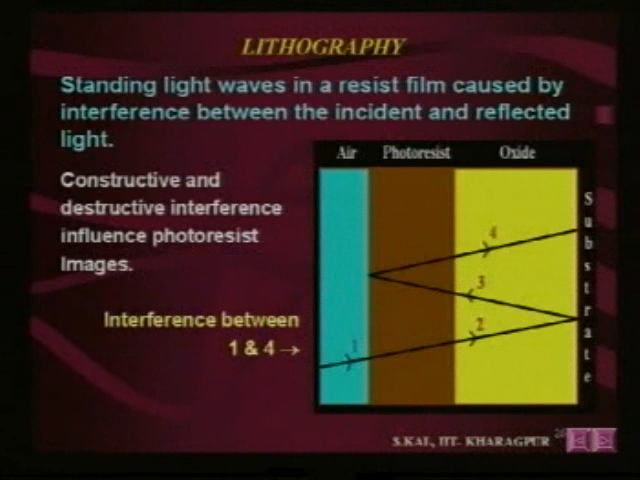 LITHOGRAPHY
Standing light waves in a resist film caused by
interference between the incident and reflected
light.
Air Photoresist Oxide
Constructive and
destructive interference
influence photoresist
Images.
Substrate
4
3
2
Interference between
1 & 4 →
1
S.KAL, IIT- KHARAGPUR